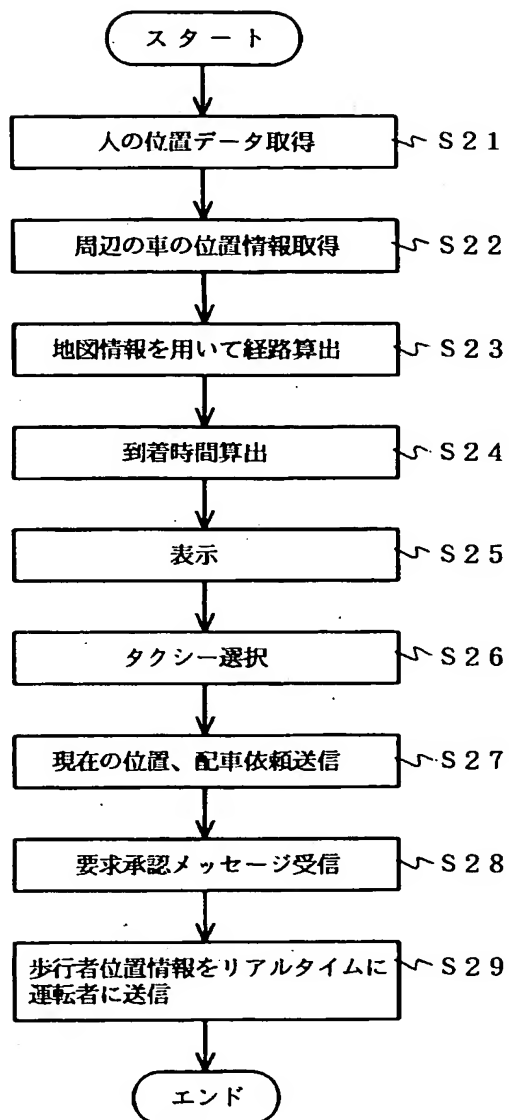 スタート
人の位置データ取得 S21
周辺の車の位置情報取得 S22
地図情報を用いて経路算出 S23
到着時間算出 S24
表示 S25
タクシー選択 S26
現在の位置、配車依頼送信 S27
要求承認メッセージ受信 S28
歩行者位置情報をリアルタイムに S29
運転者に送信
エンド